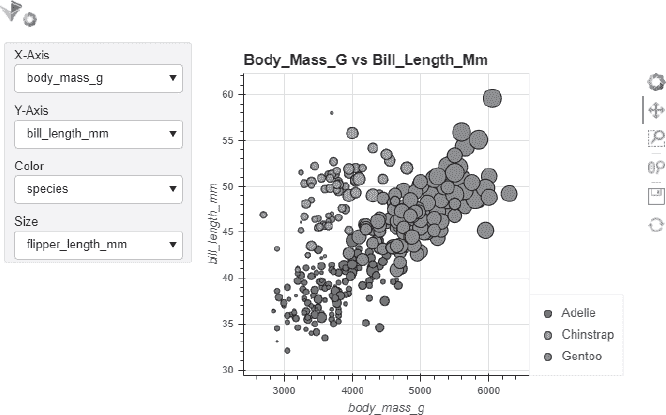 X-Axis
body_mass_g
Y-Axis
bill_length_mm
Color
species
Size
flipper_length_mm
Body_Mass_G vs Bill_Length_Mm
bill_length_mm
60
55
50
45
40
35
30
3000
4000
5000
6000
body_mass_g
Adelie
Chinstrap
Gentoo